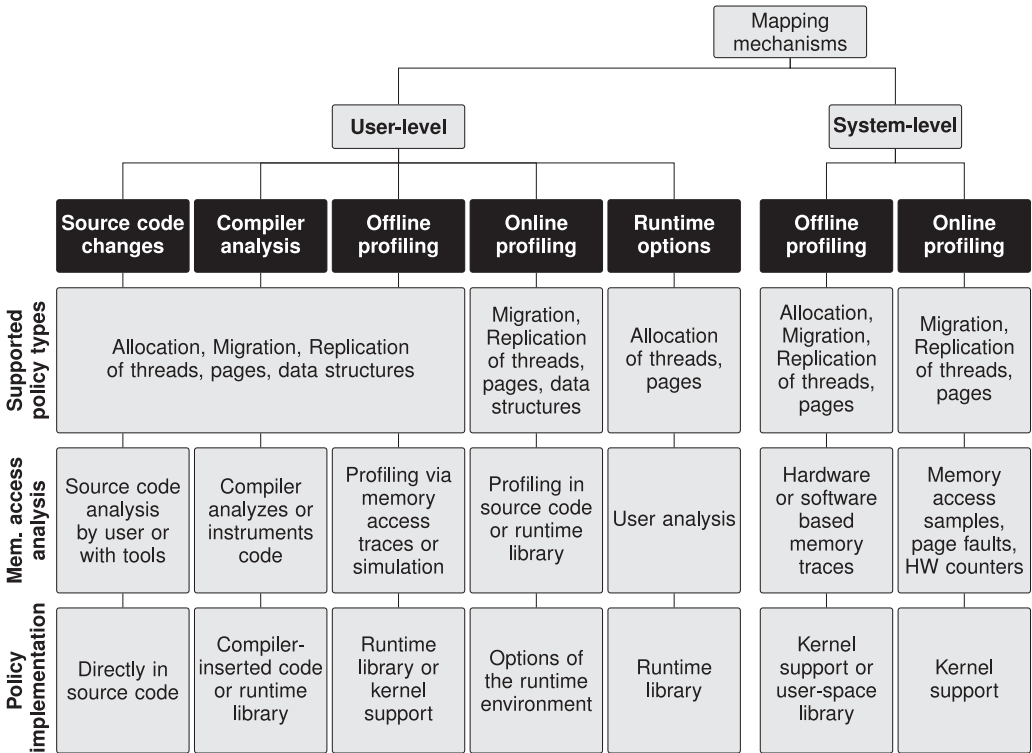 Mapping
mechanisms
User-level
System-level
Source code
changes
Compiler
analysis
Offline
profiling
Online
profiling
Runtime
options
Offline
profiling
Online
profiling
Supported
policy types
Allocation, Migration, Replication
of threads, pages, data structures
Migration,
Replication
of threads,
pages, data
structures
Allocation
of threads,
pages
Allocation,
Migration,
Replication
of threads,
pages
Migration,
Replication
of threads,
pages
Mem. access
analysis
Source code
analysis
by user or
with tools
Compiler
analyzes or
instruments
code
Profiling via
memory
access
traces or
simulation
Profiling in
source code
or runtime
library
User analysis
Hardware
or software
based
memory
traces
Memory
access
samples,
page faults,
HW counters
Policy
implementation
Directly in
source code
Compiler-
inserted code
or runtime
library
Runtime
library or
kernel
support
Options of
the runtime
environment
Runtime
library
Kernel
support or
user-space
library
Kernel
support